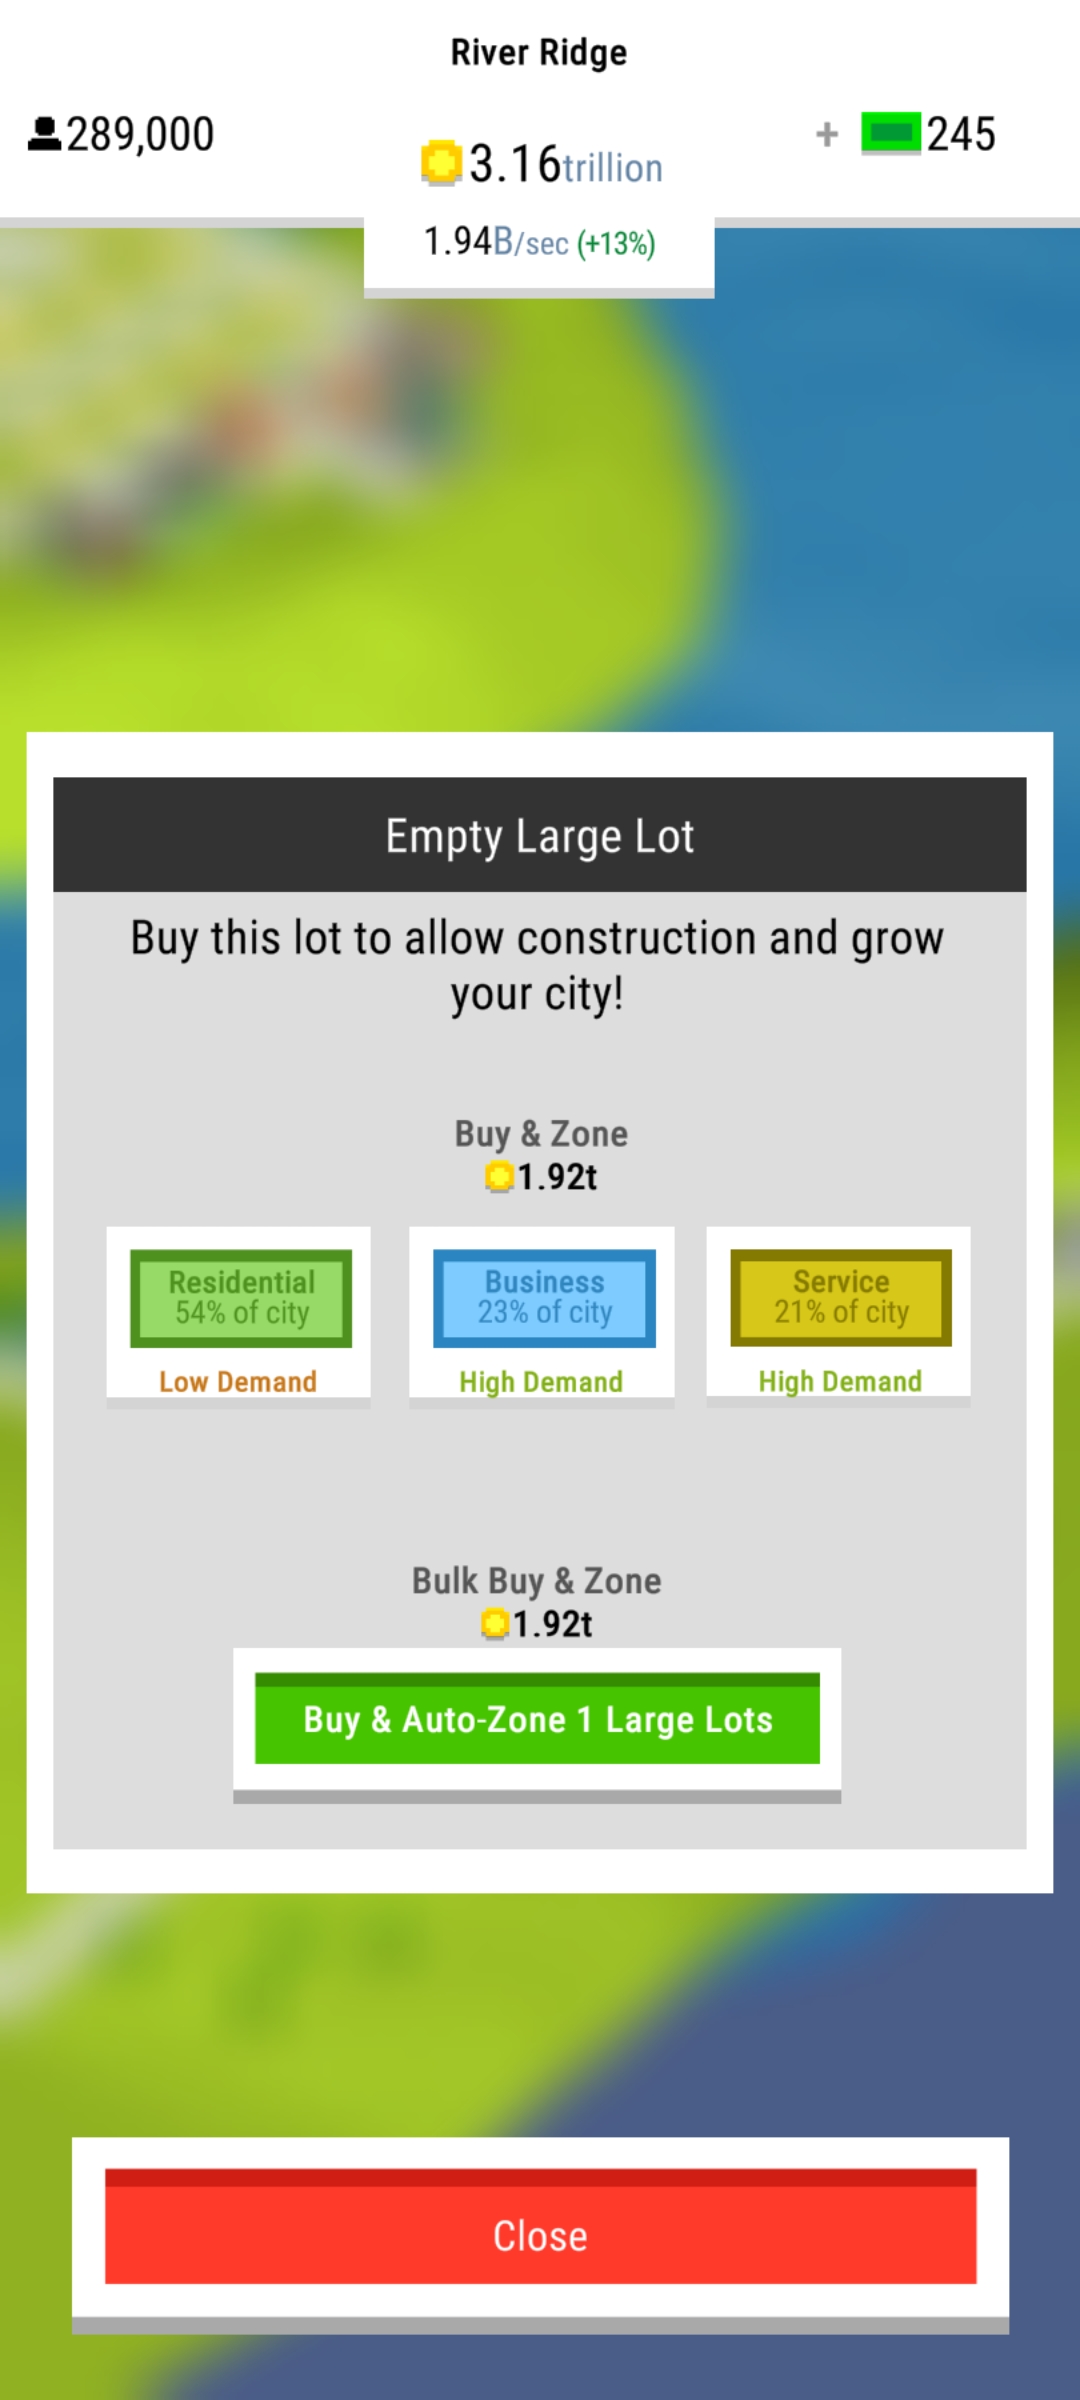 River Ridge
289,000
+ 245
3.16trillion
1.94B/sec (+13%)
Empty Large Lot
Buy this lot to allow construction and grow
your city!
Buy & Zone
1.92t
Residential
54% of city
Low Demand
Business
23% of city
High Demand
Service
21% of city
High Demand
Bulk Buy & Zone
1.92t
Buy & Auto-Zone 1 Large Lots
Close